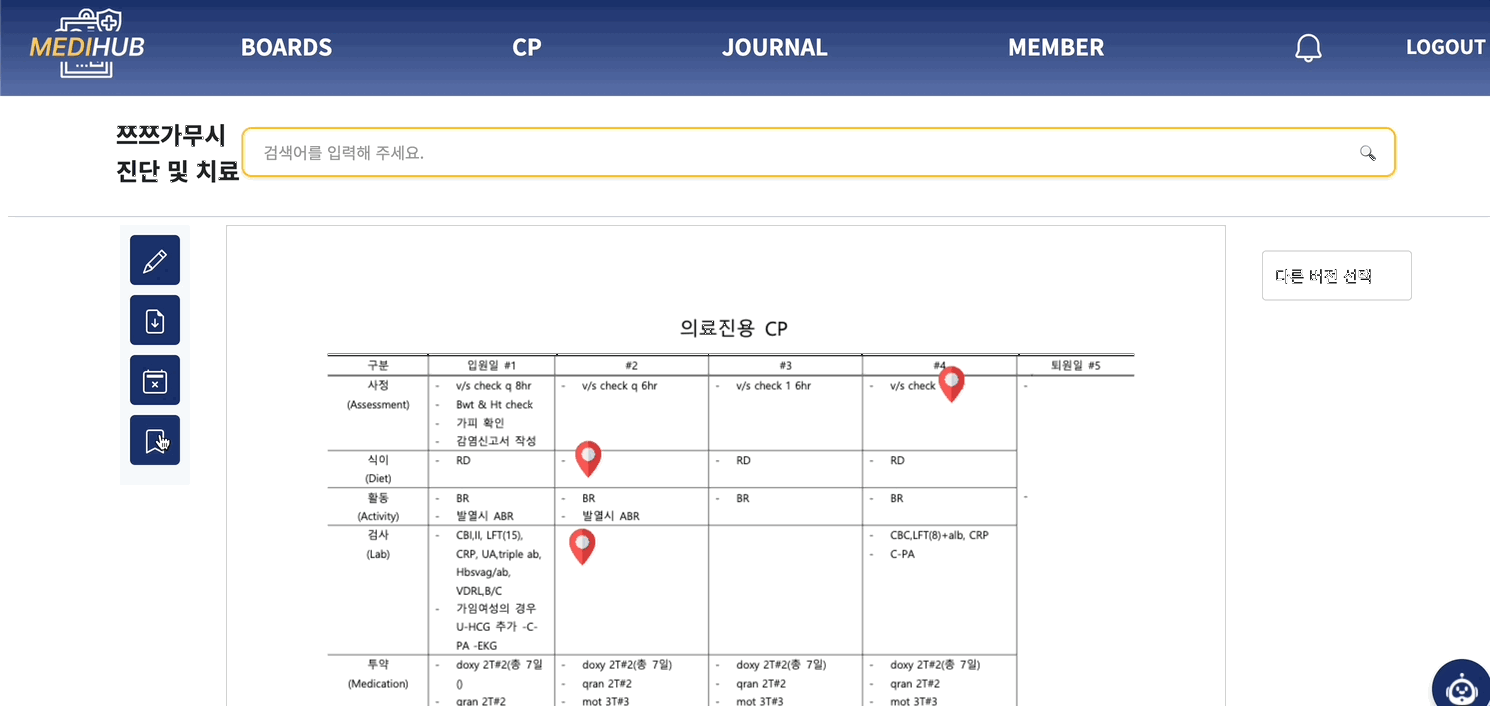 MEDIHUB
BOARDS
CP
JOURNAL
MEMBER
LOGOUT
쯔쯔가무시
진단 및 치료
검색어를 입력해 주세요.
다른 버전 선택
의료진용 CP
구분 입원일 #1 #2 #3 #4 퇴원일 #5
사정
(Assessment)
- v/s check q 8hr
- Bwt & Ht check
- 가피 확인
- 감염신고서 작성
- v/s check q 6hr
- v/s check 1 6hr
- v/s check
-
식이
(Diet)
- RD
-
- RD
- RD
활동
(Activity)
- BR
- 발열시 ABR
- BR
- 발열시 ABR
- BR
- BR
-
검사
(Lab)
- CBI,II, LFT(15),
CRP, UA,triple ab,
Hbsvag/ab,
VDRL,B/C
- 가임여성의 경우
U-HCG 추가 -C-
PA -EKG
- CBC,LFT(8)+alb, CRP
- C-PA
투약
(Medication)
- doxy 2T#2(총 7일
()
- qran 2T#2
- doxy 2T#2(총 7일)
- qran 2T#2
- mot 3T#3
- doxy 2T#2(총 7일)
- qran 2T#2
- mot 3T#3
- doxy 2T#2(총 7일)
- qran 2T#2
- mot 3T#3